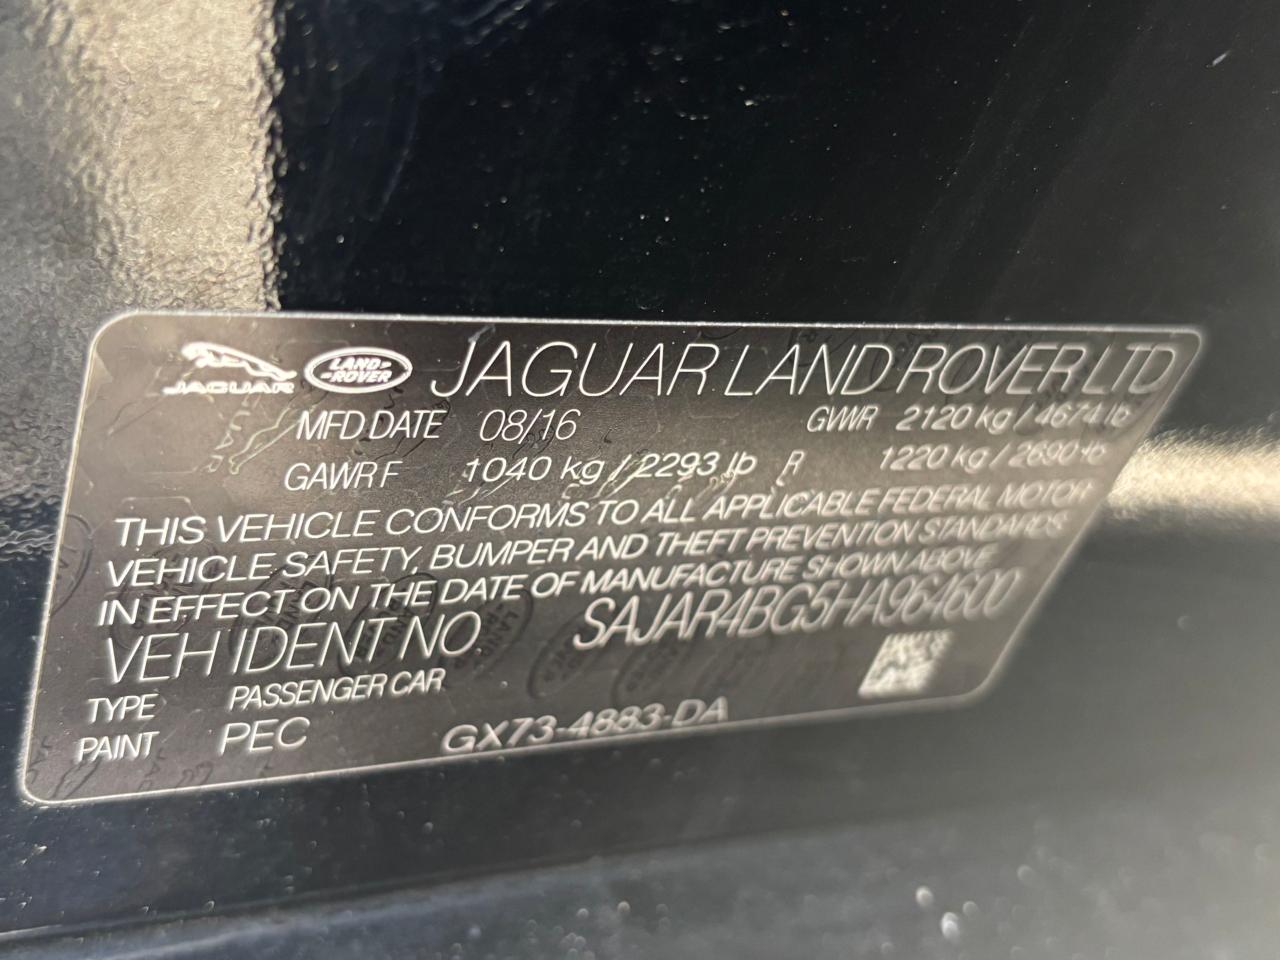 JAGUAR LAND ROVER JAGUAR LAND ROVER LTD
MFD.DATE 08/16 GVWR 2120 kg / 4674 lb
GAWR F 1040 kg / 2293 lb R 1220 kg / 2690 lb
THIS VEHICLE CONFORMS TO ALL APPLICABLE FEDERAL MOTOR
VEHICLE SAFETY, BUMPER AND THEFT PREVENTION STANDARDS
IN EFFECT ON THE DATE OF MANUFACTURE SHOWN ABOVE
VEH IDENT NO SAJAR4BG5HA964600
TYPE PASSENGER CAR
PAINT PEC GX73-4883-DA